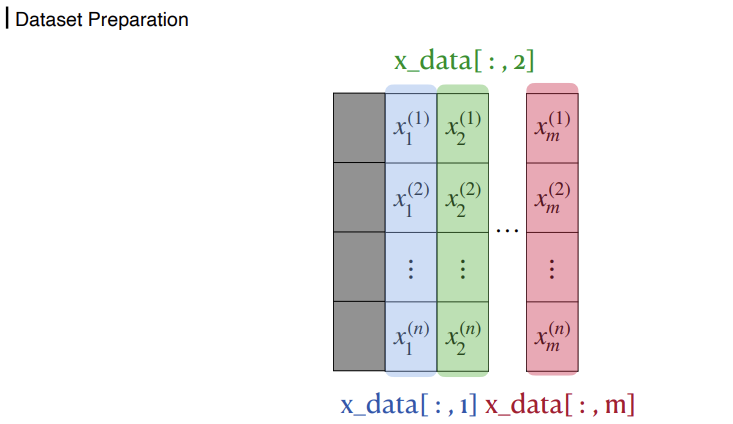 Dataset Preparation
x_data[ : , 2]
x_1^{(1)} x_2^{(1)} x_m^{(1)}
x_1^{(2)} x_2^{(2)} x_m^{(2)}
...
⋮ ⋮ ⋮
x_1^{(n)} x_2^{(n)} x_m^{(n)}
x_data[ : , 1] x_data[ : , m]